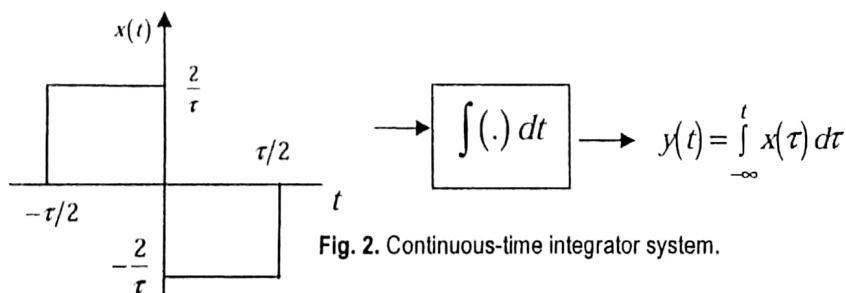 x(t)
2/τ
τ/2
-τ/2
t
-2/τ
∫(.) dt
y(t) = ∫_{-∞}^{t} x(τ) dτ
Fig. 2. Continuous-time integrator system.